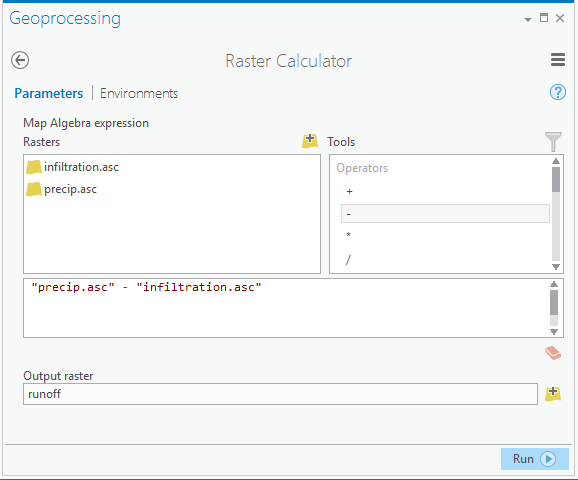 Geoprocessing
Raster Calculator
Parameters | Environments
Map Algebra expression
Rasters
Tools
infiltration.asc
precip.asc
Operators
+
-
*
/
"precip.asc" - "infiltration.asc"
Output raster
runoff
Run